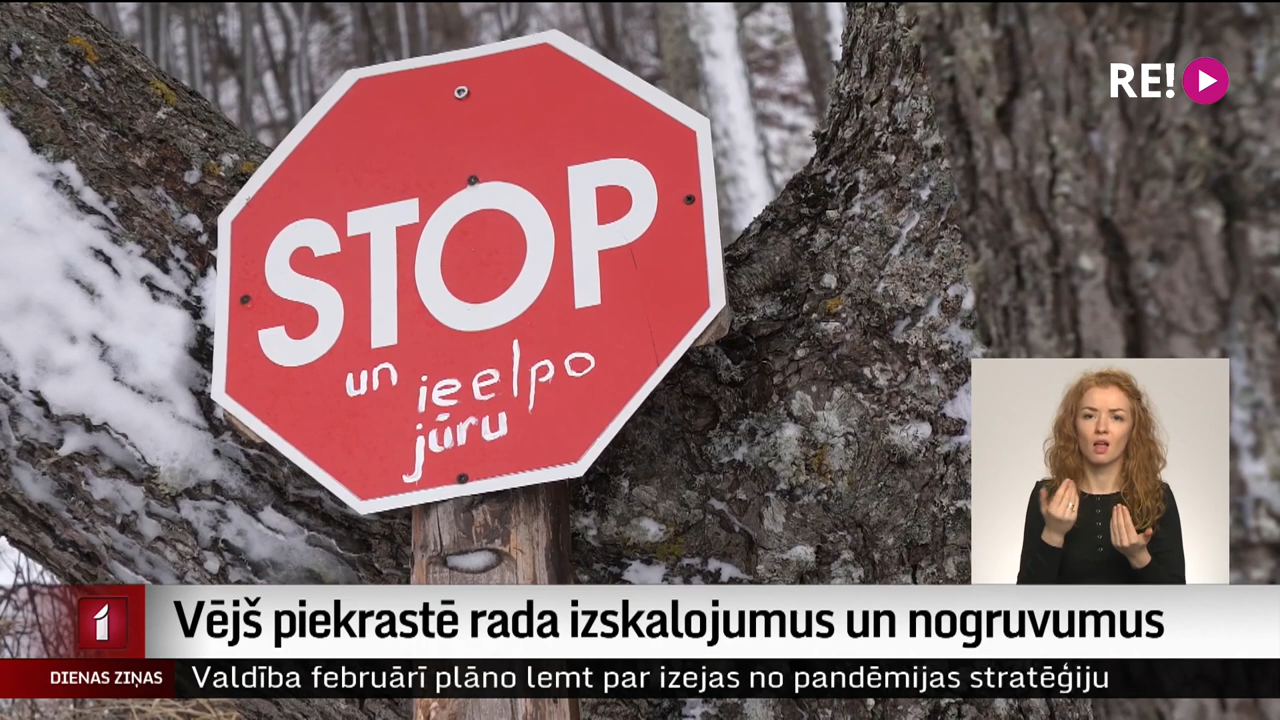 RE!
STOP
un ieelpo
jūru
1
Vējš piekrastē rada izskalojumus un nogruvumus
DIENAS ZIŅAS
Valdība februārī plāno lemt par izejas no pandēmijas stratēģiju